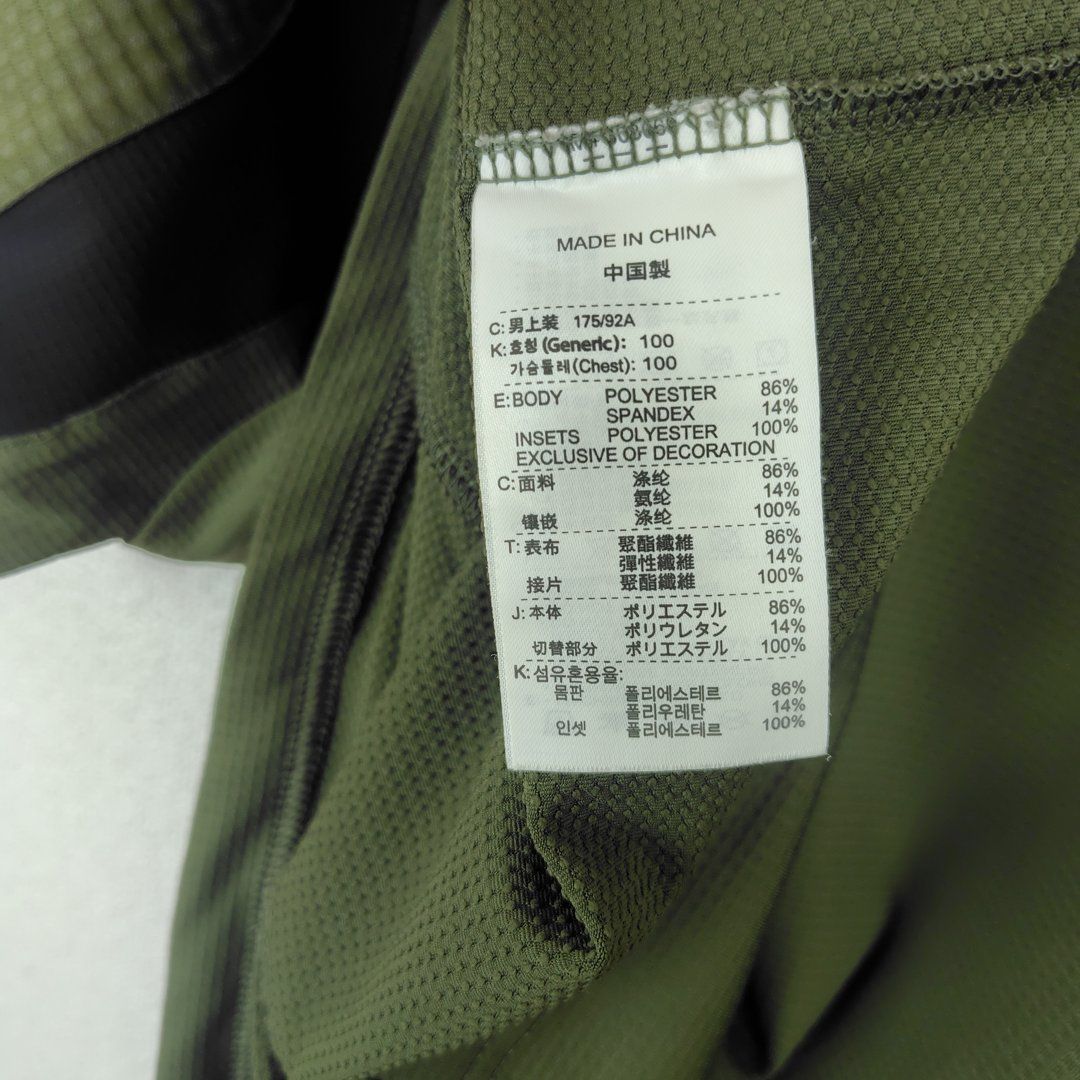 MADE IN CHINA
中国製
C: 男上装 175/92A
K: 호칭 (Generic): 100
가슴둘레(Chest): 100
E: BODY POLYESTER 86%
SPANDEX 14%
INSETS POLYESTER 100%
EXCLUSIVE OF DECORATION
C: 面料 涤纶 86%
氨纶 14%
镶嵌 涤纶 100%
T: 表布 聚酯纖維 86%
彈性纖維 14%
接片 聚酯纖維 100%
J: 本体 ポリエステル 86%
ポリウレタン 14%
切替部分 ポリエステル 100%
K: 섬유혼용율:
몸판 폴리에스테르 86%
폴리우레탄 14%
인셋 폴리에스테르 100%